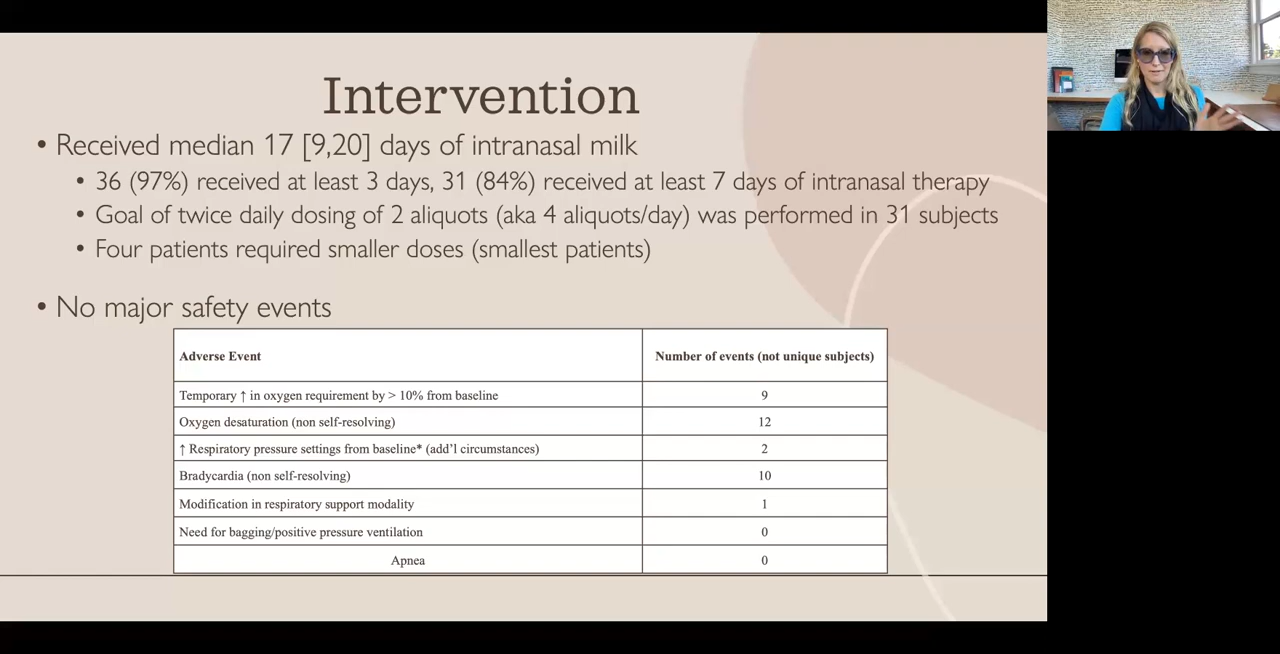 Intervention
• Received median 17 [9,20] days of intranasal milk
• 36 (97%) received at least 3 days, 31 (84%) received at least 7 days of intranasal therapy
• Goal of twice daily dosing of 2 aliquots (aka 4 aliquots/day) was performed in 31 subjects
• Four patients required smaller doses (smallest patients)
• No major safety events
Adverse Event Number of events (not unique subjects)
Temporary ↑ in oxygen requirement by > 10% from baseline 9
Oxygen desaturation (non self-resolving) 12
↑ Respiratory pressure settings from baseline* (add'l circumstances) 2
Bradycardia (non self-resolving) 10
Modification in respiratory support modality 1
Need for bagging/positive pressure ventilation 0
Apnea 0